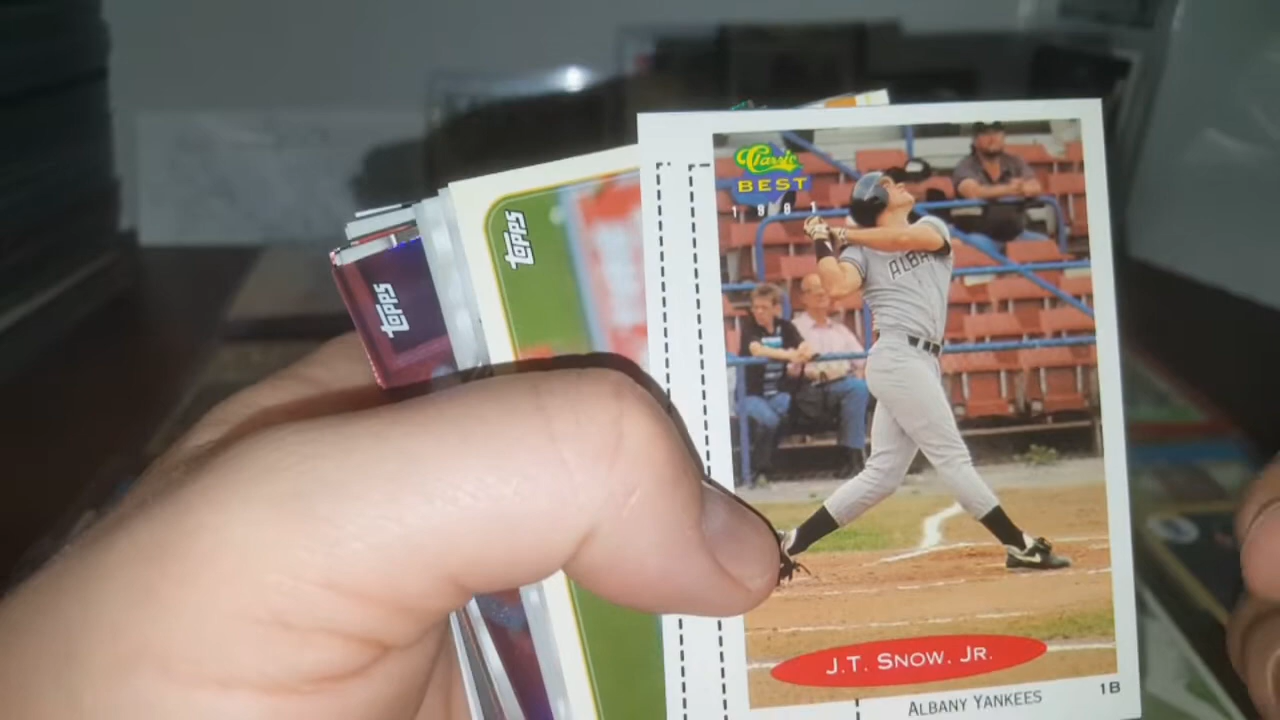 Classic
BEST
1991
ALBA
J.T. SNOW, JR.
ALBANY YANKEES
1B
TOPPS
TOPPS